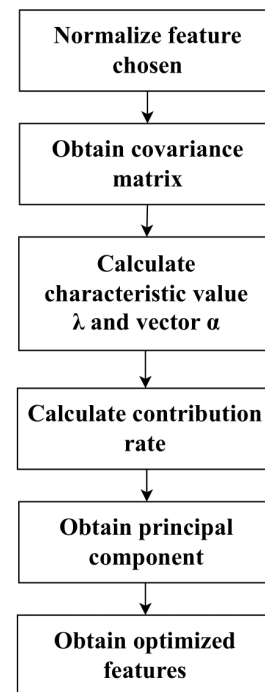 Normalize feature
chosen
Obtain covariance
matrix
Calculate
characteristic value
λ and vector α
Calculate contribution
rate
Obtain principal
component
Obtain optimized
features